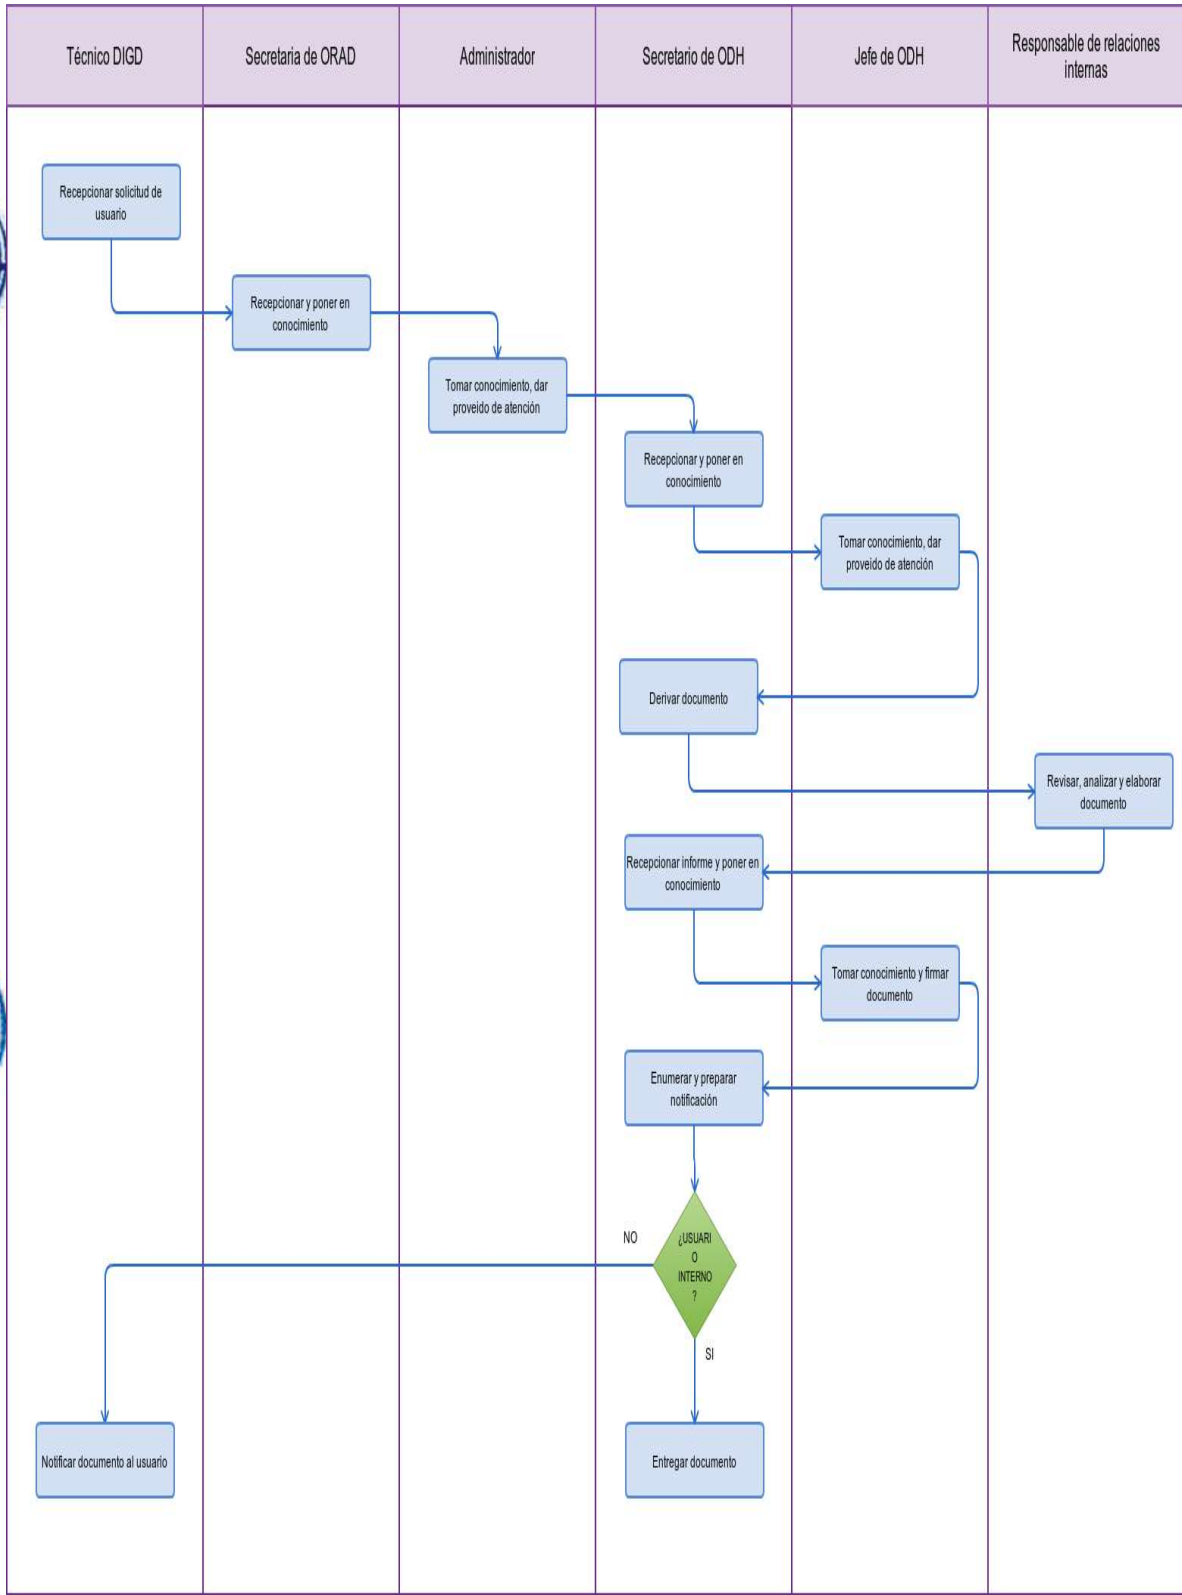 Técnico DIGD
Secretaria de ORAD
Administrador
Secretario de ODH
Jefe de ODH
Responsable de relaciones
internas
Recepcionar solicitud de
usuario
Recepcionar y poner en
conocimiento
Tomar conocimiento, dar
proveido de atención
Recepcionar y poner en
conocimiento
Tomar conocimiento, dar
proveido de atención
Derivar documento
Revisar, analizar y elaborar
documento
Recepcionar informe y poner en
conocimiento
Tomar conocimiento y firmar
documento
Enumerar y preparar
notificación
NO
¿USUARI
O
INTERNO
?
SI
Notificar documento al usuario
Entregar documento